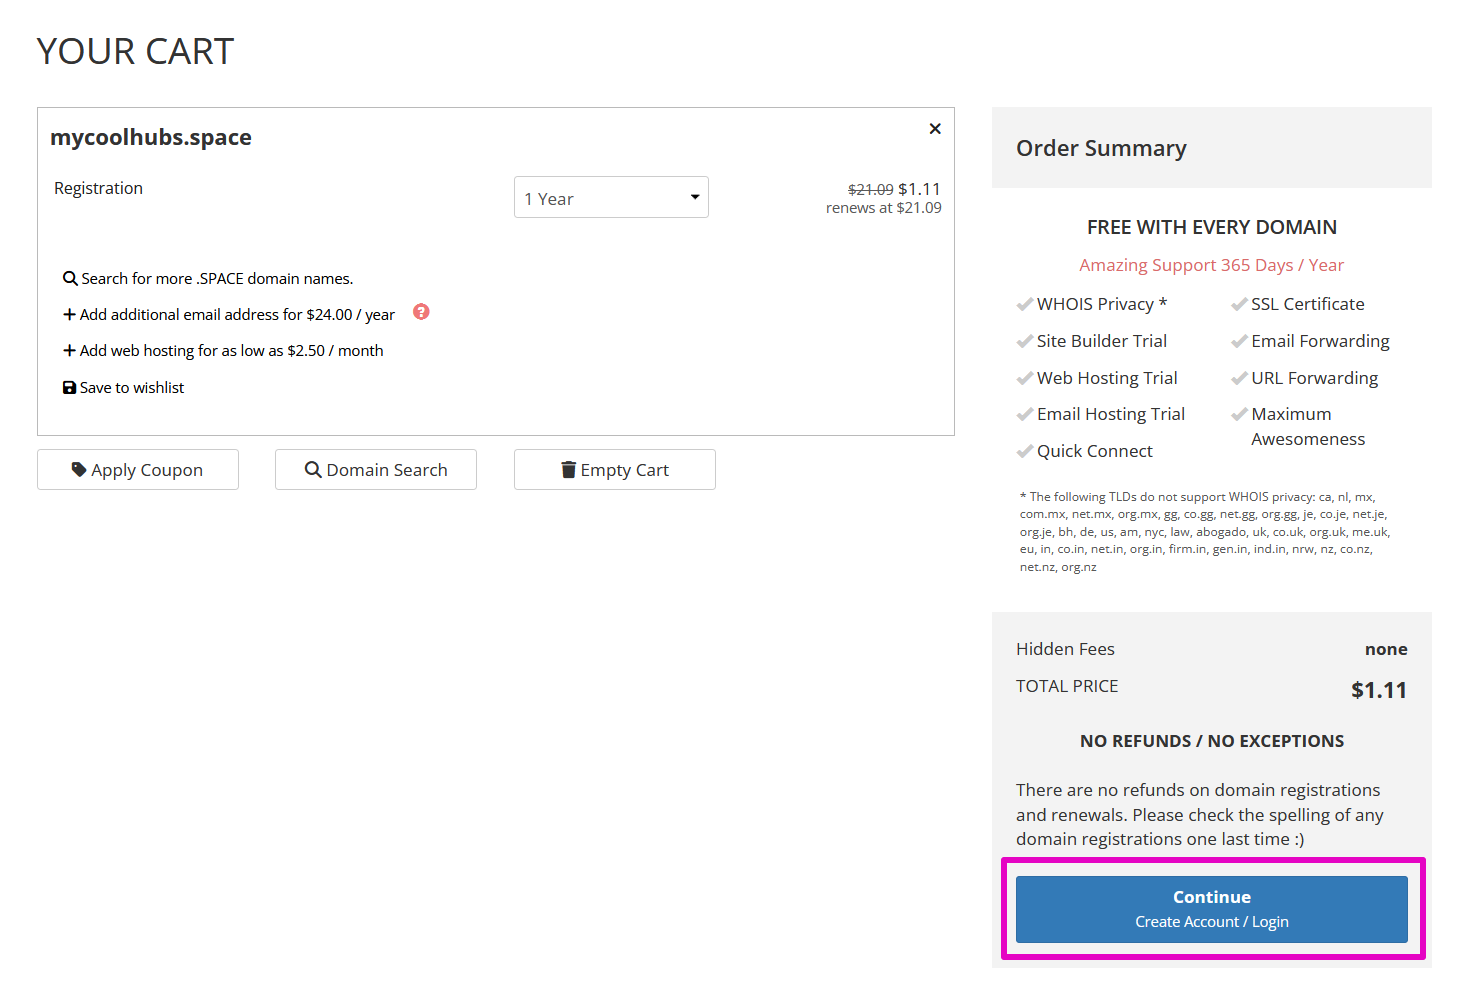 YOUR CART
mycoolhubs.space
Registration
1 Year
$21.09 $1.11
renews at $21.09
Search for more .SPACE domain names.
Add additional email address for $24.00 / year
?
Add web hosting for as low as $2.50 / month
Save to wishlist
Apply Coupon
Domain Search
Empty Cart
Order Summary
FREE WITH EVERY DOMAIN
Amazing Support 365 Days / Year
WHOIS Privacy *
SSL Certificate
Site Builder Trial
Email Forwarding
Web Hosting Trial
URL Forwarding
Email Hosting Trial
Maximum
Awesomeness
Quick Connect
* The following TLDs do not support WHOIS privacy: ca, nl, mx,
com.mx, net.mx, org.mx, gg, co.gg, net.gg, org.gg, je, co.je, net.je,
org.je, bh, de, us, am, nyc, law, abogado, uk, co.uk, org.uk, me.uk,
eu, in, co.in, net.in, org.in, firm.in, gen.in, ind.in, nrw, nz, co.nz,
net.nz, org.nz
Hidden Fees none
TOTAL PRICE $1.11
NO REFUNDS / NO EXCEPTIONS
There are no refunds on domain registrations
and renewals. Please check the spelling of any
domain registrations one last time :)
Continue
Create Account / Login